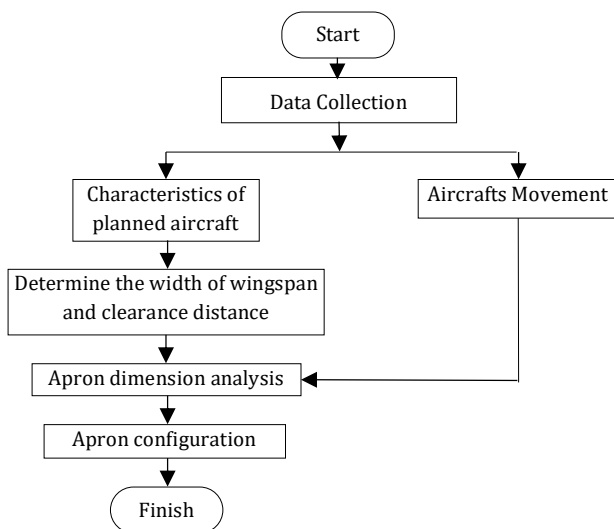 Start
Data Collection
Characteristics of
planned aircraft
Aircrafts Movement
Determine the width of wingspan
and clearance distance
Apron dimension analysis
Apron configuration
Finish